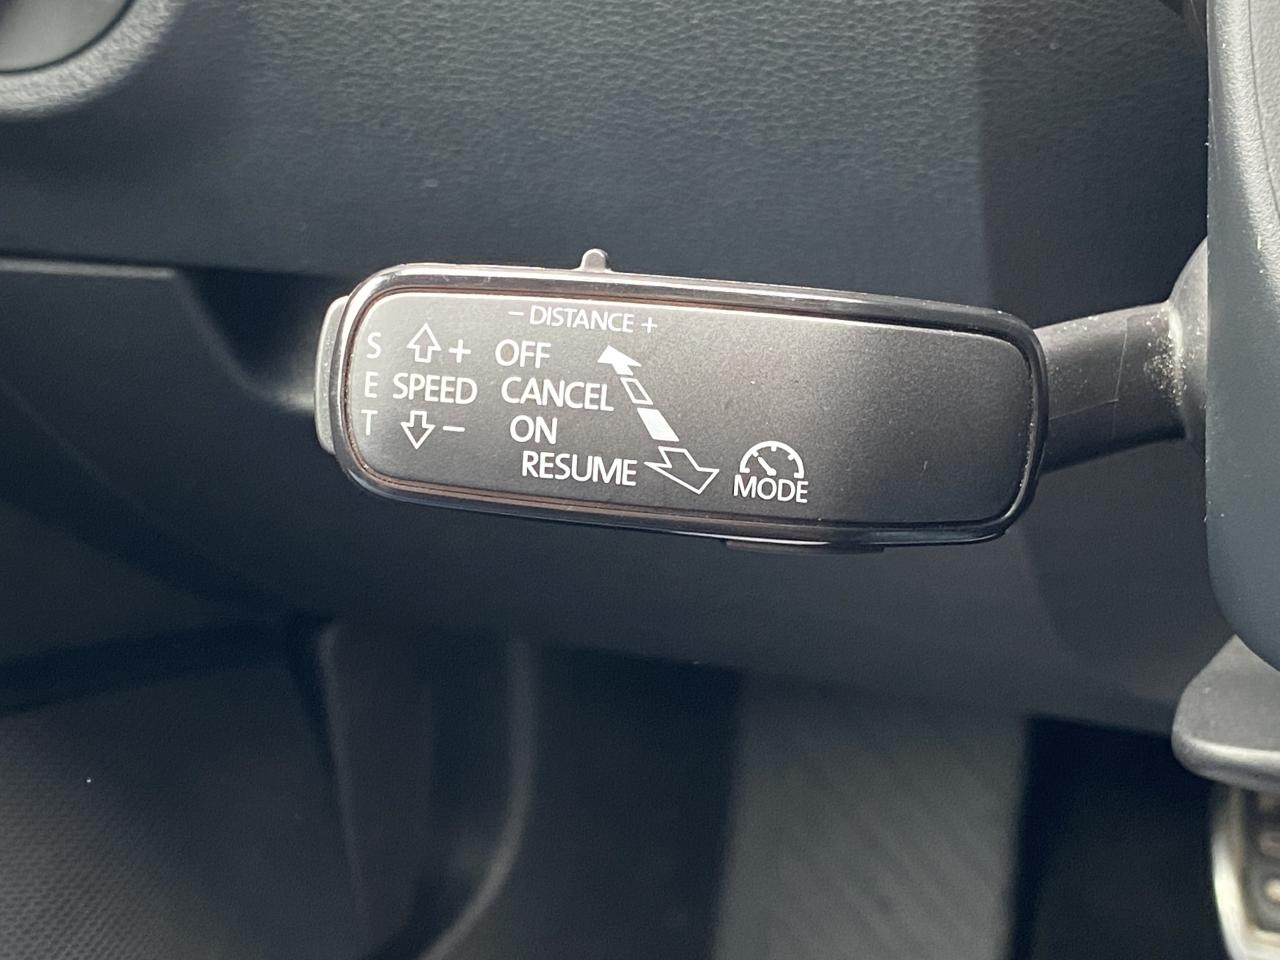 − DISTANCE +
S + OFF
E SPEED CANCEL
T − ON
RESUME
MODE